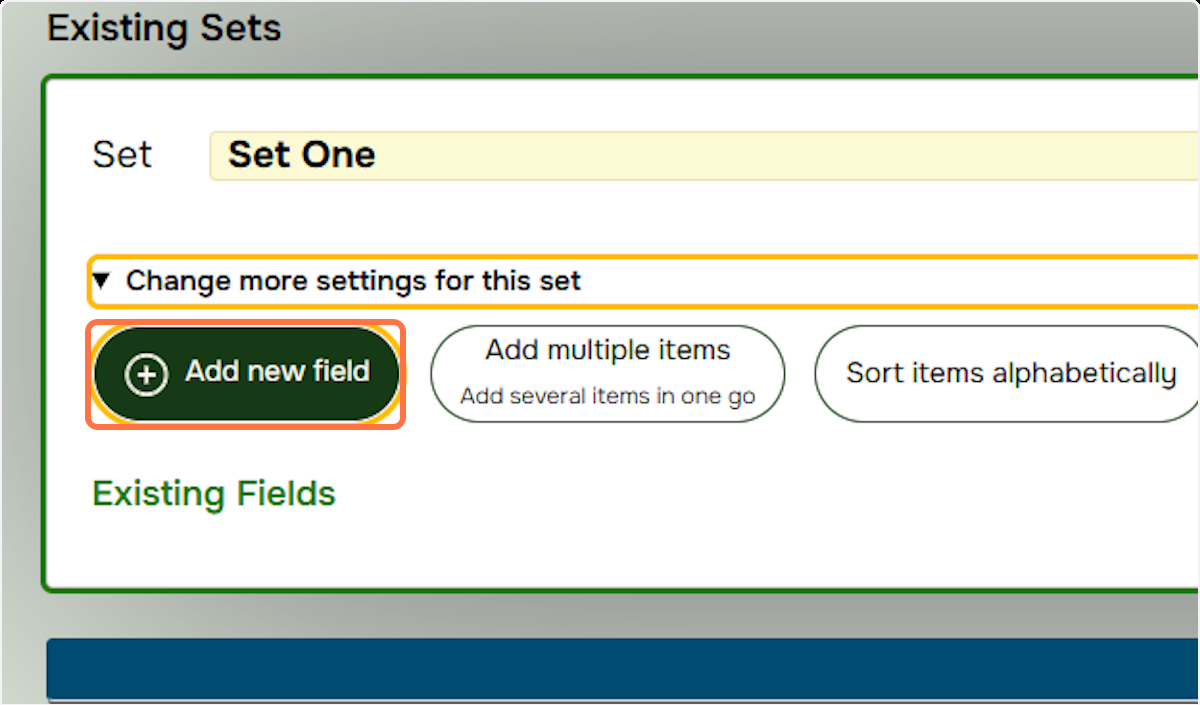 Existing Sets
Set Set One
▼ Change more settings for this set
Add new field
Add multiple items
Add several items in one go
Sort items alphabetically
Existing Fields